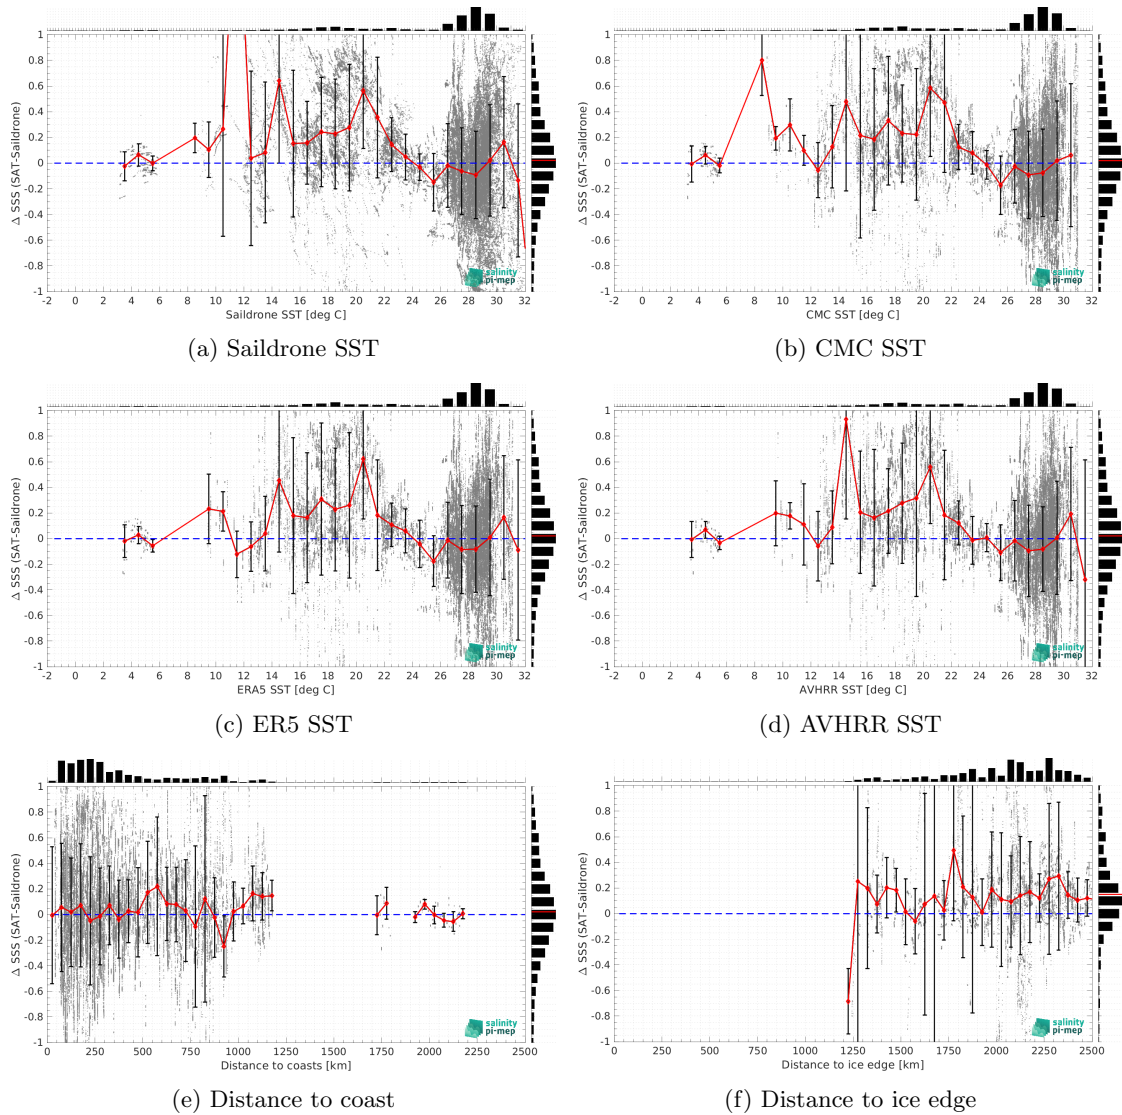 1
0.8
0.6
0.4
0.2
0
-0.2
-0.4
-0.6
-0.8
-1
Δ SSS (SAT-Saildrone)
salinity
pi-mep
-2 0 2 4 6 8 10 12 14 16 18 20 22 24 26 28 30 32
Saildrone SST [deg C]
(a) Saildrone SST
1
0.8
0.6
0.4
0.2
0
-0.2
-0.4
-0.6
-0.8
-1
Δ SSS (SAT-Saildrone)
salinity
pi-mep
-2 0 2 4 6 8 10 12 14 16 18 20 22 24 26 28 30 32
CMC SST [deg C]
(b) CMC SST
1
0.8
0.6
0.4
0.2
0
-0.2
-0.4
-0.6
-0.8
-1
Δ SSS (SAT-Saildrone)
salinity
pi-mep
-2 0 2 4 6 8 10 12 14 16 18 20 22 24 26 28 30 32
ERA5 SST [deg C]
(c) ER5 SST
1
0.8
0.6
0.4
0.2
0
-0.2
-0.4
-0.6
-0.8
-1
Δ SSS (SAT-Saildrone)
salinity
pi-mep
-2 0 2 4 6 8 10 12 14 16 18 20 22 24 26 28 30 32
AVHRR SST [deg C]
(d) AVHRR SST
1
0.8
0.6
0.4
0.2
0
-0.2
-0.4
-0.6
-0.8
-1
Δ SSS (SAT-Saildrone)
salinity
pi-mep
0 250 500 750 1000 1250 1500 1750 2000 2250 2500
Distance to coasts [km]
(e) Distance to coast
1
0.8
0.6
0.4
0.2
0
-0.2
-0.4
-0.6
-0.8
-1
Δ SSS (SAT-Saildrone)
salinity
pi-mep
0 250 500 750 1000 1250 1500 1750 2000 2250 2500
Distance to ice edge [km]
(f) Distance to ice edge